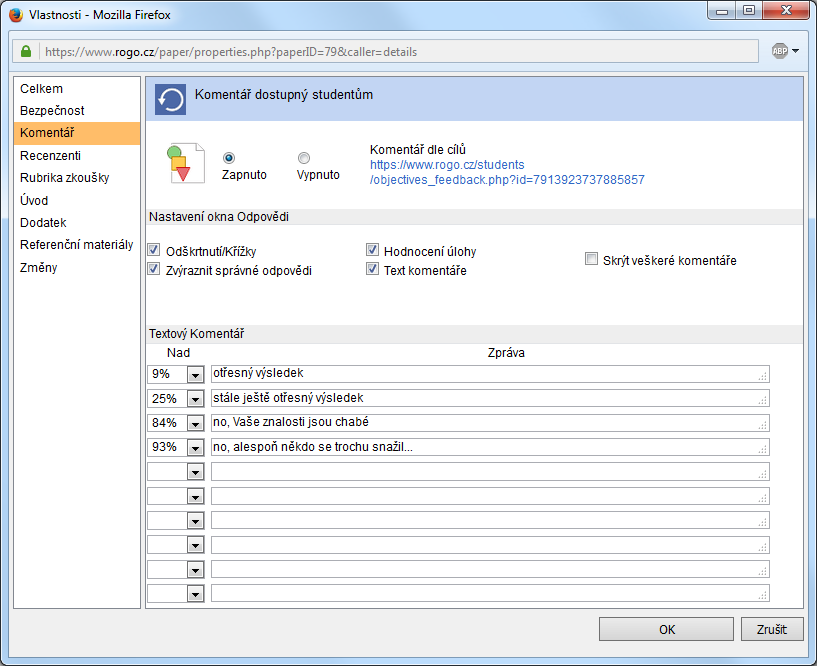 Vlastnosti - Mozilla Firefox
https://www.rogo.cz/paper/properties.php?paperID=79&caller=details
ABP
Celkem
Bezpečnost
Komentář
Recenzenti
Rubrika zkoušky
Úvod
Dodatek
Referenční materiály
Změny
Komentář dostupný studentům
Zapnuto
Vypnuto
Komentář dle cílů
https://www.rogo.cz/students
/objectives_feedback.php?id=7913923737885857
Nastavení okna Odpovědi
Odškrtnutí/Křížky
Zvýraznit správné odpovědi
Hodnocení úlohy
Text komentáře
Skrýt veškeré komentáře
Textový Komentář
Nad Zpráva
9% otřesný výsledek
25% stále ještě otřesný výsledek
84% no, Vaše znalosti jsou chabé
93% no, alespoň někdo se trochu snažil...
OK Zrušit